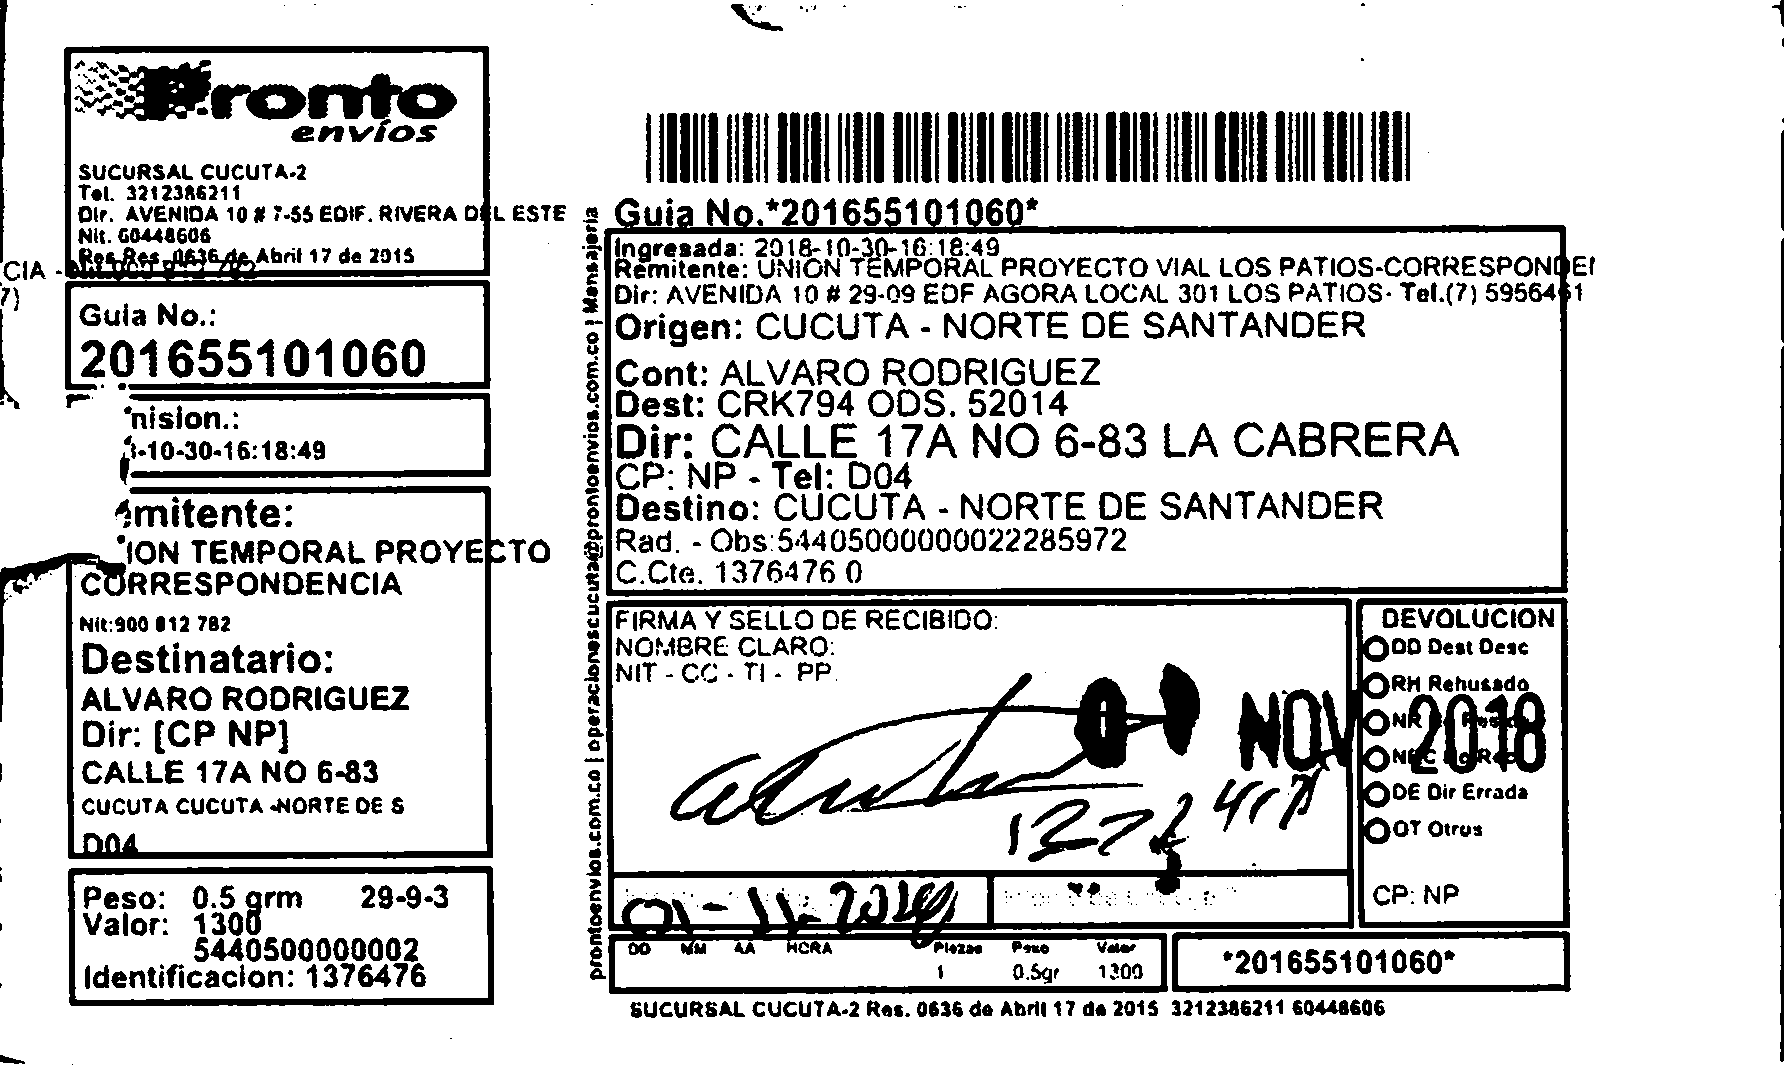 Pronto
envíos
SUCURSAL CUCUTA-2
Tel. 3212386211
Dir. AVENIDA 10 # 7-55 EDIF. RIVERA DEL ESTE
Nit. 60448606
Res.Res. 0636 de Abril 17 de 2015
CIA -
7)
Guia No.:
201655101060
nision.:
-10-30-16:18:49
mitente:
ION TEMPORAL PROYECTO
CORRESPONDENCIA
Nit:900 812 782
Destinatario:
ALVARO RODRIGUEZ
Dir: [CP NP]
CALLE 17A NO 6-83
CUCUTA CUCUTA -NORTE DE S
D04
Peso: 0.5 grm 29-9-3
Valor: 1300
5440500000002
Identificacion: 1376476
prontoenvios.com.co | operacionescucuta@prontoenvios.com.co | Mensajeria
Guia No.*201655101060*
Ingresada: 2018-10-30-16:18:49
Remitente: UNION TEMPORAL PROYECTO VIAL LOS PATIOS-CORRESPONDEN
Dir: AVENIDA 10 # 29-09 EDF AGORA LOCAL 301 LOS PATIOS- Tel.(7) 5956461
Origen: CUCUTA - NORTE DE SANTANDER
Cont: ALVARO RODRIGUEZ
Dest: CRK794 ODS. 52014
Dir: CALLE 17A NO 6-83 LA CABRERA
CP: NP - Tel: D04
Destino: CUCUTA - NORTE DE SANTANDER
Rad. - Obs:54405000000022285972
C.Cte. 1376476 0
FIRMA Y SELLO DE RECIBIDO:
NOMBRE CLARO:
NIT - CC - TI - PP.
NOV 2018
01-11-2018
DD MM AA HORA Piezas Peso Valor
1 0.5gr 1300
DEVOLUCION
DD Dest Desc
RH Rehusado
NR
DE Dir Errada
OT Otros
CP: NP
*201655101060*
SUCURSAL CUCUTA-2 Res. 0636 de Abril 17 de 2015 3212386211 60448606